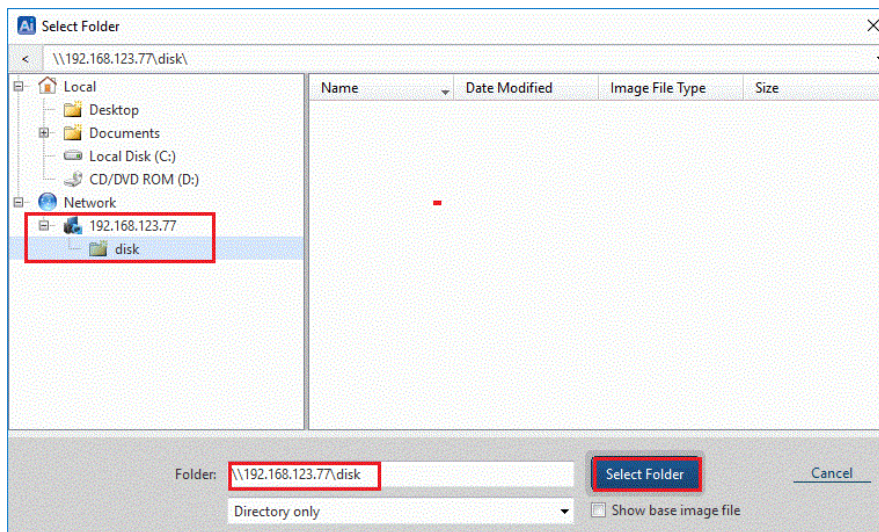 Ai Select Folder
< \\192.168.123.77\disk\
Local
Desktop
Documents
Local Disk (C:)
CD/DVD ROM (D:)
Network
192.168.123.77
disk
Name Date Modified Image File Type Size
Folder: \\192.168.123.77\disk Select Folder Cancel
Directory only Show base image file